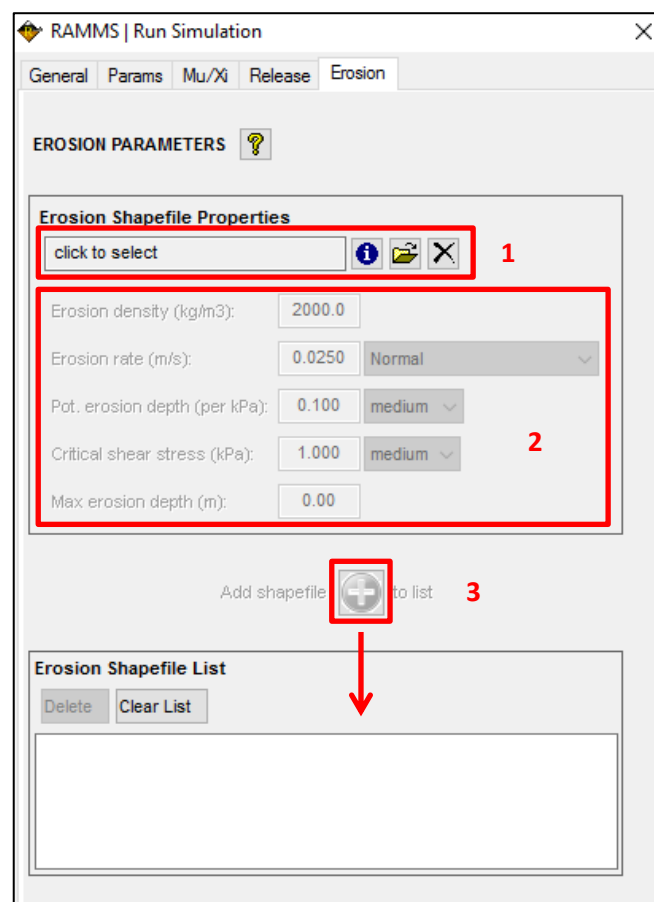 RAMMS | Run Simulation
General Params Mu/Xi Release Erosion
EROSION PARAMETERS ?
Erosion Shapefile Properties
click to select i 1
Erosion density (kg/m3): 2000.0
Erosion rate (m/s): 0.0250 Normal
Pot. erosion depth (per kPa): 0.100 medium
Critical shear stress (kPa): 1.000 medium
2
Max erosion depth (m): 0.00
Add shapefile to list 3
Erosion Shapefile List
Delete Clear List